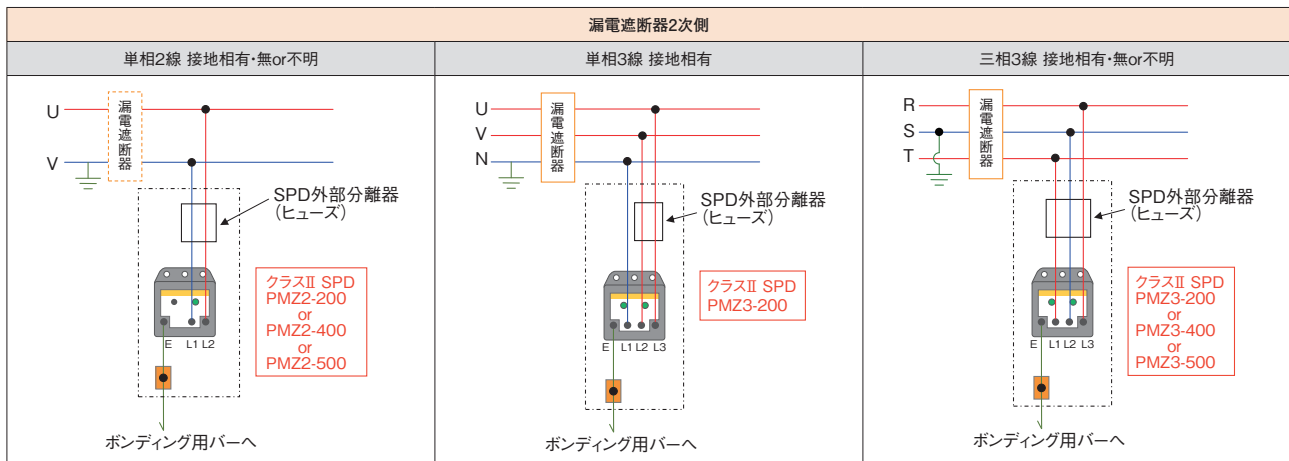 漏電遮断器2次側
単相2線 接地相有・無or不明
単相3線 接地相有
三相3線 接地相有・無or不明
U
V
漏電遮断器
SPD外部分離器
(ヒューズ)
クラスII SPD
PMZ2-200
or
PMZ2-400
or
PMZ2-500
E L1 L2
ボンディング用バーへ
U
V
N
漏電遮断器
SPD外部分離器
(ヒューズ)
クラスII SPD
PMZ3-200
E L1 L2 L3
ボンディング用バーへ
R
S
T
漏電遮断器
SPD外部分離器
(ヒューズ)
クラスII SPD
PMZ3-200
or
PMZ3-400
or
PMZ3-500
E L1 L2 L3
ボンディング用バーへ